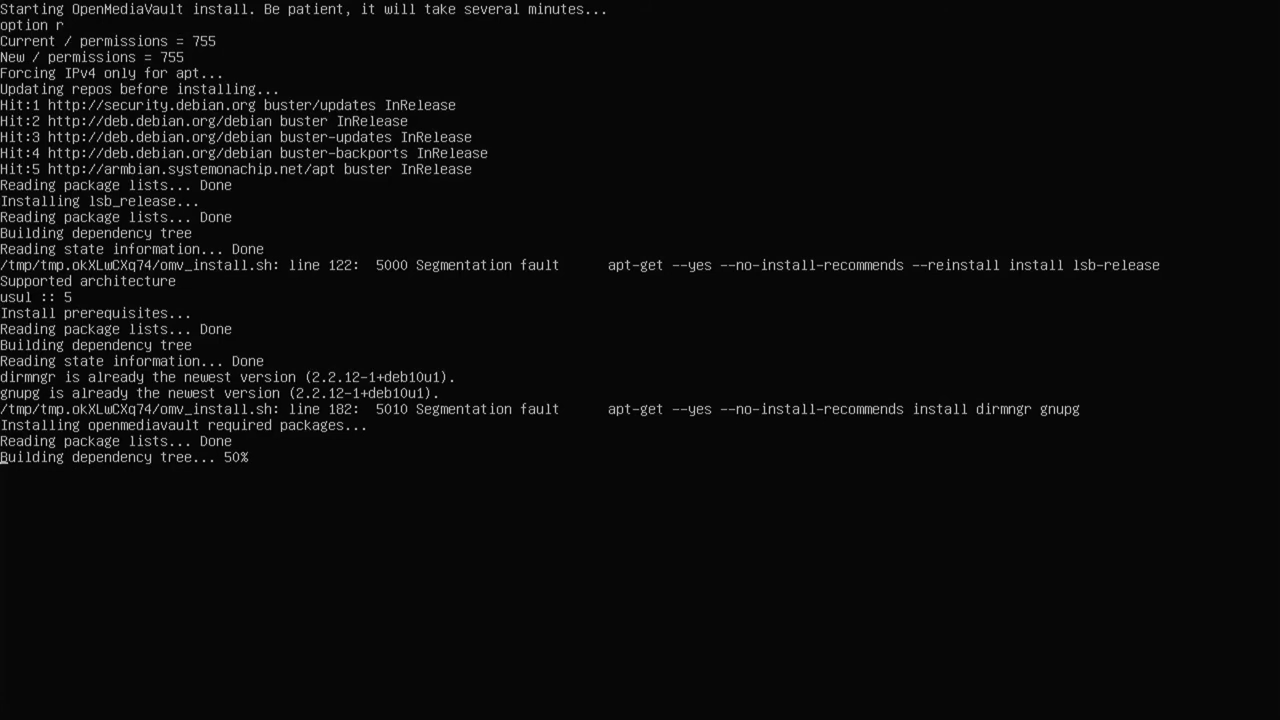 Starting OpenMediaVault install. Be patient, it will take several minutes...
option r
Current / permissions = 755
New / permissions = 755
Forcing IPv4 only for apt...
Updating repos before installing...
Hit:1 http://security.debian.org buster/updates InRelease
Hit:2 http://deb.debian.org/debian buster InRelease
Hit:3 http://deb.debian.org/debian buster-updates InRelease
Hit:4 http://deb.debian.org/debian buster-backports InRelease
Hit:5 http://armbian.systemonachip.net/apt buster InRelease
Reading package lists... Done
Installing lsb_release...
Reading package lists... Done
Building dependency tree
Reading state information... Done
/tmp/tmp.okXLwCXq74/omv_install.sh: line 122:  5000 Segmentation fault      apt-get --yes --no-install-recommends --reinstall install lsb-release
Supported architecture
usul :: 5
Install prerequisites...
Reading package lists... Done
Building dependency tree
Reading state information... Done
dirmngr is already the newest version (2.2.12-1+deb10u1).
gnupg is already the newest version (2.2.12-1+deb10u1).
/tmp/tmp.okXLwCXq74/omv_install.sh: line 182:  5010 Segmentation fault      apt-get --yes --no-install-recommends install dirmngr gnupg
Installing openmediavault required packages...
Reading package lists... Done
Building dependency tree... 50%